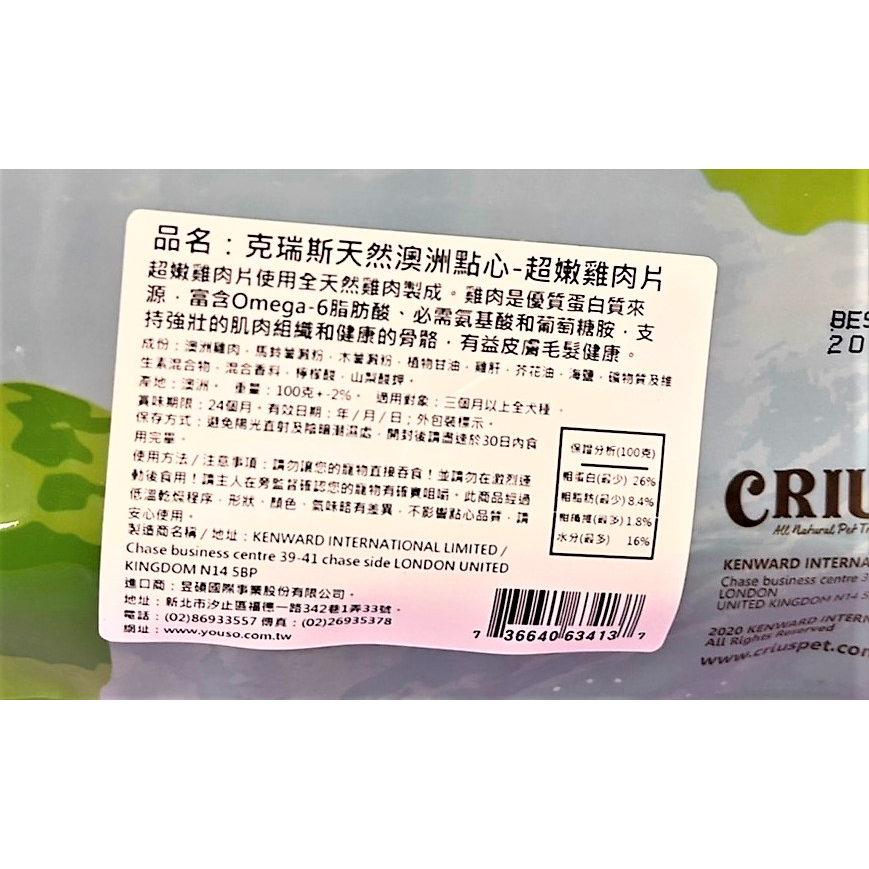 品名：克瑞斯天然澳洲點心-超嫩雞肉片
超嫩雞肉片使用全天然雞肉製成。雞肉是優質蛋白質來
源，富含Omega-6脂肪酸、必需氨基酸和葡萄糖胺，支
持強壯的肌肉組織和健康的骨骼，有益皮膚毛髮健康。
成份：澳洲雞肉，馬鈴薯澱粉，木薯澱粉，植物甘油，雞肝，芥花油，海鹽，礦物質及維
生素混合物，混合香料，檸檬酸，山梨酸鉀。
產地：澳洲。 重量：100克+-2%。 適用對象：三個月以上全犬種。
賞味期限：24個月。有效日期：年/月/日；外包裝標示。
保存方式：避免陽光直射及陰暗潮濕處，開封後請盡速於30日內食
用完畢。
使用方法/注意事項：請勿讓您的寵物直接吞食！並請勿在激烈運
動後食用！請主人在旁監督確認您的寵物有確實咀嚼。此商品經過
低溫乾燥程序，形狀、顏色、氣味略有差異，不影響點心品質，請
安心使用。
製造商名稱/地址：KENWARD INTERNATIONAL LIMITED /
Chase business centre 39-41 chase side LONDON UNITED
KINGDOM N14 5BP
進口商：昱碩國際事業股份有限公司。
地址：新北市汐止區福德一路342巷1弄33號。
電話：(02)86933557 傳真：(02)26935378
網址：www.youso.com.tw
保證分析(100克)
粗蛋白(最少) 26%
粗脂肪(最少) 8.4%
粗纖維(最多) 1.8%
水分(最多) 16%
7 36640 63413 7
BES
20
CRIU
All Natural Pet T
KENWARD INTERNA
Chase business centre 3
LONDON
UNITED KINGDOM N14 5
2020 KENWARD INTERN
All Rights Reserved
www.criuspet.com